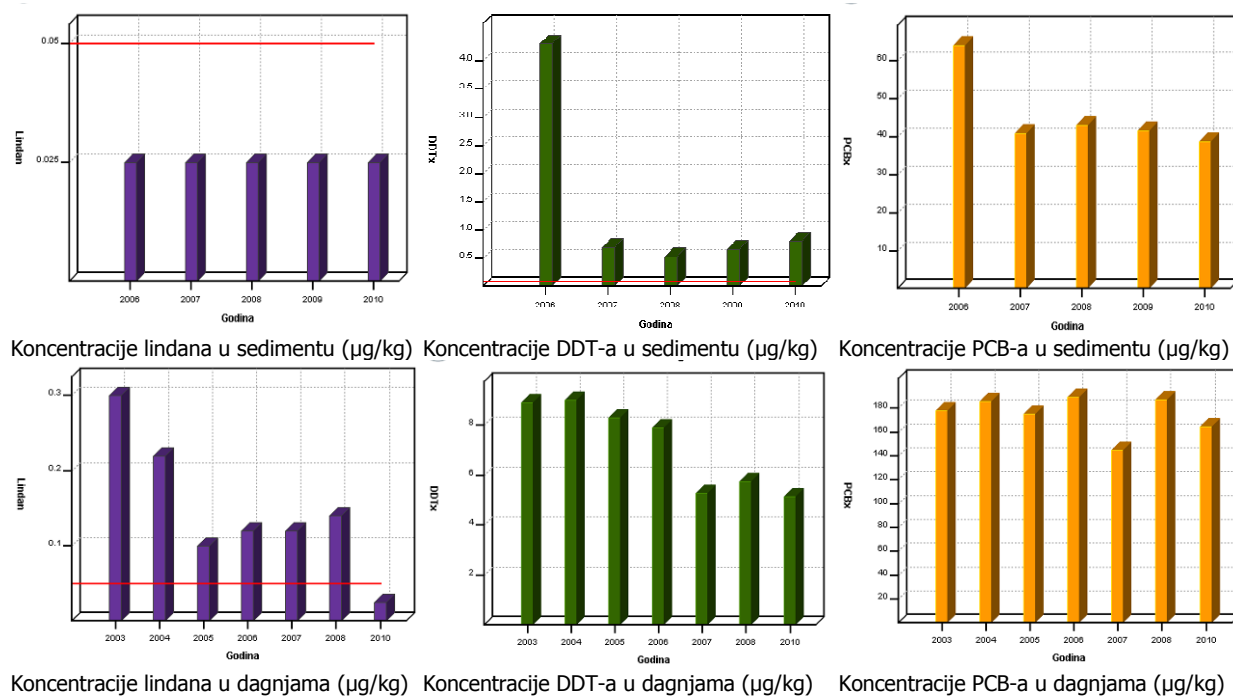 0.05
0.025
Lindan
2006 2007 2008 2009 2010
Godina
Koncentracije lindana u sedimentu (µg/kg)
4.0
3.5
2.5
2.0
1.5
1.0
0.5
DDTx
2006 2007 2008 2010
Godina
Koncentracije DDT-a u sedimentu (µg/kg)
60
50
40
30
20
10
PCBx
2006 2007 2008 2009 2010
Godina
Koncentracije PCB-a u sedimentu (µg/kg)
0.3
0.2
0.1
Lindan
2003 2004 2005 2006 2007 2008 2010
Godina
Koncentracije lindana u dagnjama (µg/kg)
8
6
4
2
DDTx
2003 2004 2005 2006 2007 2008 2010
Godina
Koncentracije DDT-a u dagnjama (µg/kg)
180
160
140
120
100
80
60
40
20
PCBx
2003 2004 2005 2006 2007 2008 2010
Godina
Koncentracije PCB-a u dagnjama (µg/kg)